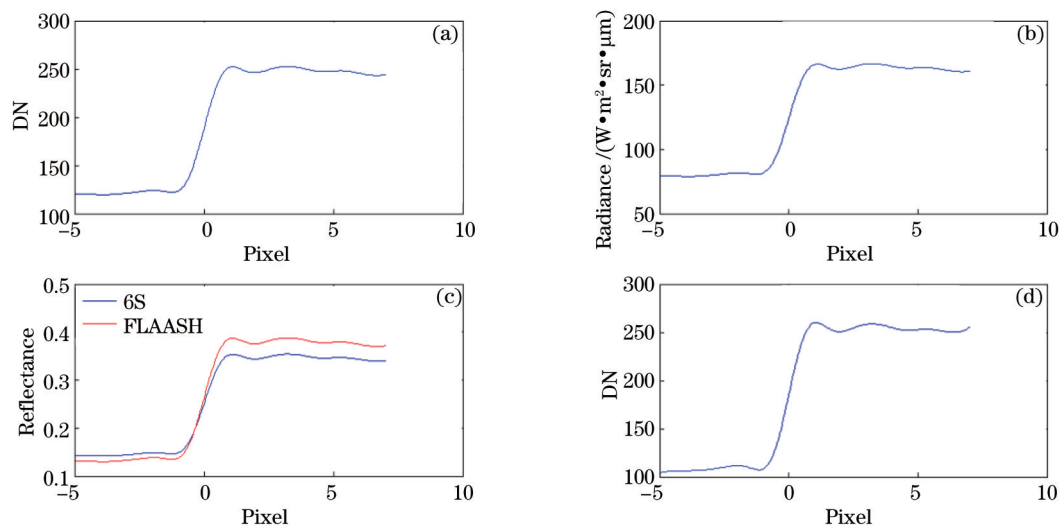 (a)
DN
300
250
200
150
100
-5
0
5
10
Pixel
(b)
Radiance /(W•m²•sr•μm)
200
150
100
50
-5
0
5
10
Pixel
(c)
6S
FLAASH
Reflectance
0.5
0.4
0.3
0.2
0.1
-5
0
5
10
Pixel
(d)
DN
300
250
200
150
100
-5
0
5
10
Pixel